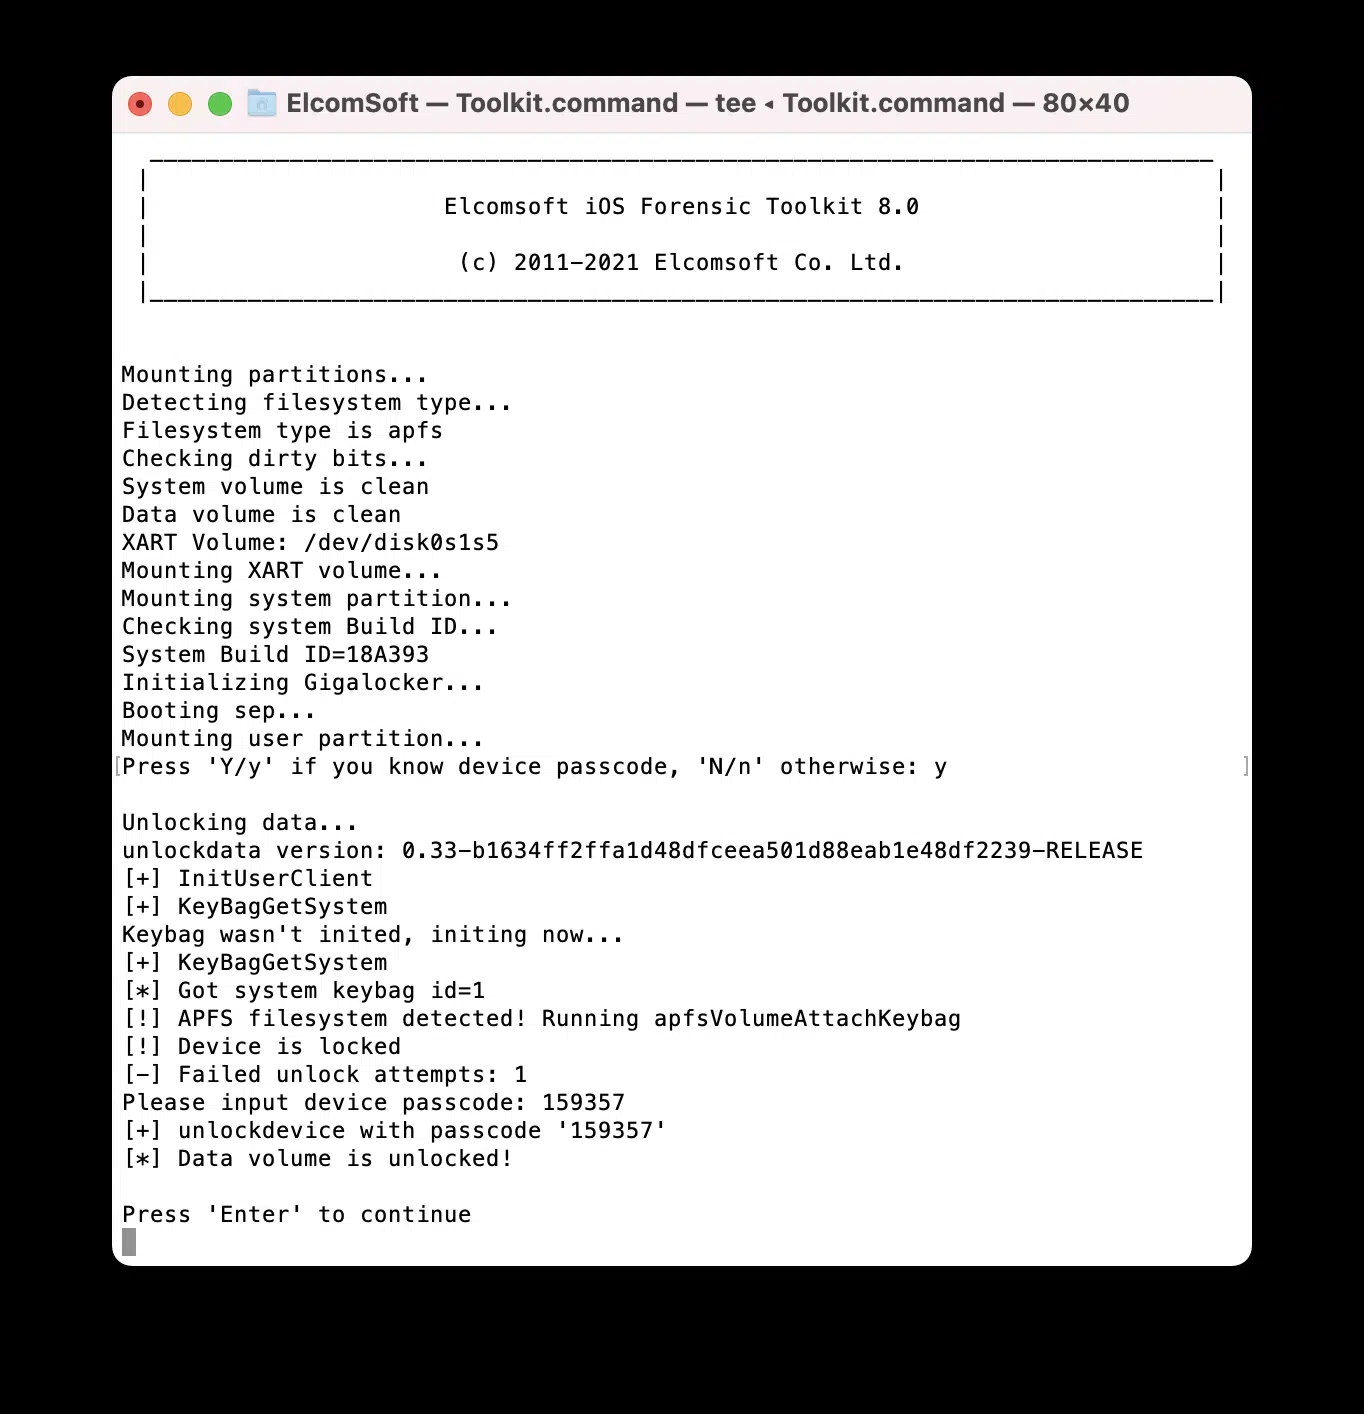 ElcomSoft — Toolkit.command — tee ◂ Toolkit.command — 80×40
Elcomsoft iOS Forensic Toolkit 8.0
(c) 2011-2021 Elcomsoft Co. Ltd.
Mounting partitions...
Detecting filesystem type...
Filesystem type is apfs
Checking dirty bits...
System volume is clean
Data volume is clean
XART Volume: /dev/disk0s1s5
Mounting XART volume...
Mounting system partition...
Checking system Build ID...
System Build ID=18A393
Initializing Gigalocker...
Booting sep...
Mounting user partition...
[Press 'Y/y' if you know device passcode, 'N/n' otherwise: y ]
Unlocking data...
unlockdata version: 0.33-b1634ff2ffa1d48dfceea501d88eab1e48df2239-RELEASE
[+] InitUserClient
[+] KeyBagGetSystem
Keybag wasn't inited, initing now...
[+] KeyBagGetSystem
[*] Got system keybag id=1
[!] APFS filesystem detected! Running apfsVolumeAttachKeybag
[!] Device is locked
[-] Failed unlock attempts: 1
Please input device passcode: 159357
[+] unlockdevice with passcode '159357'
[*] Data volume is unlocked!
Press 'Enter' to continue